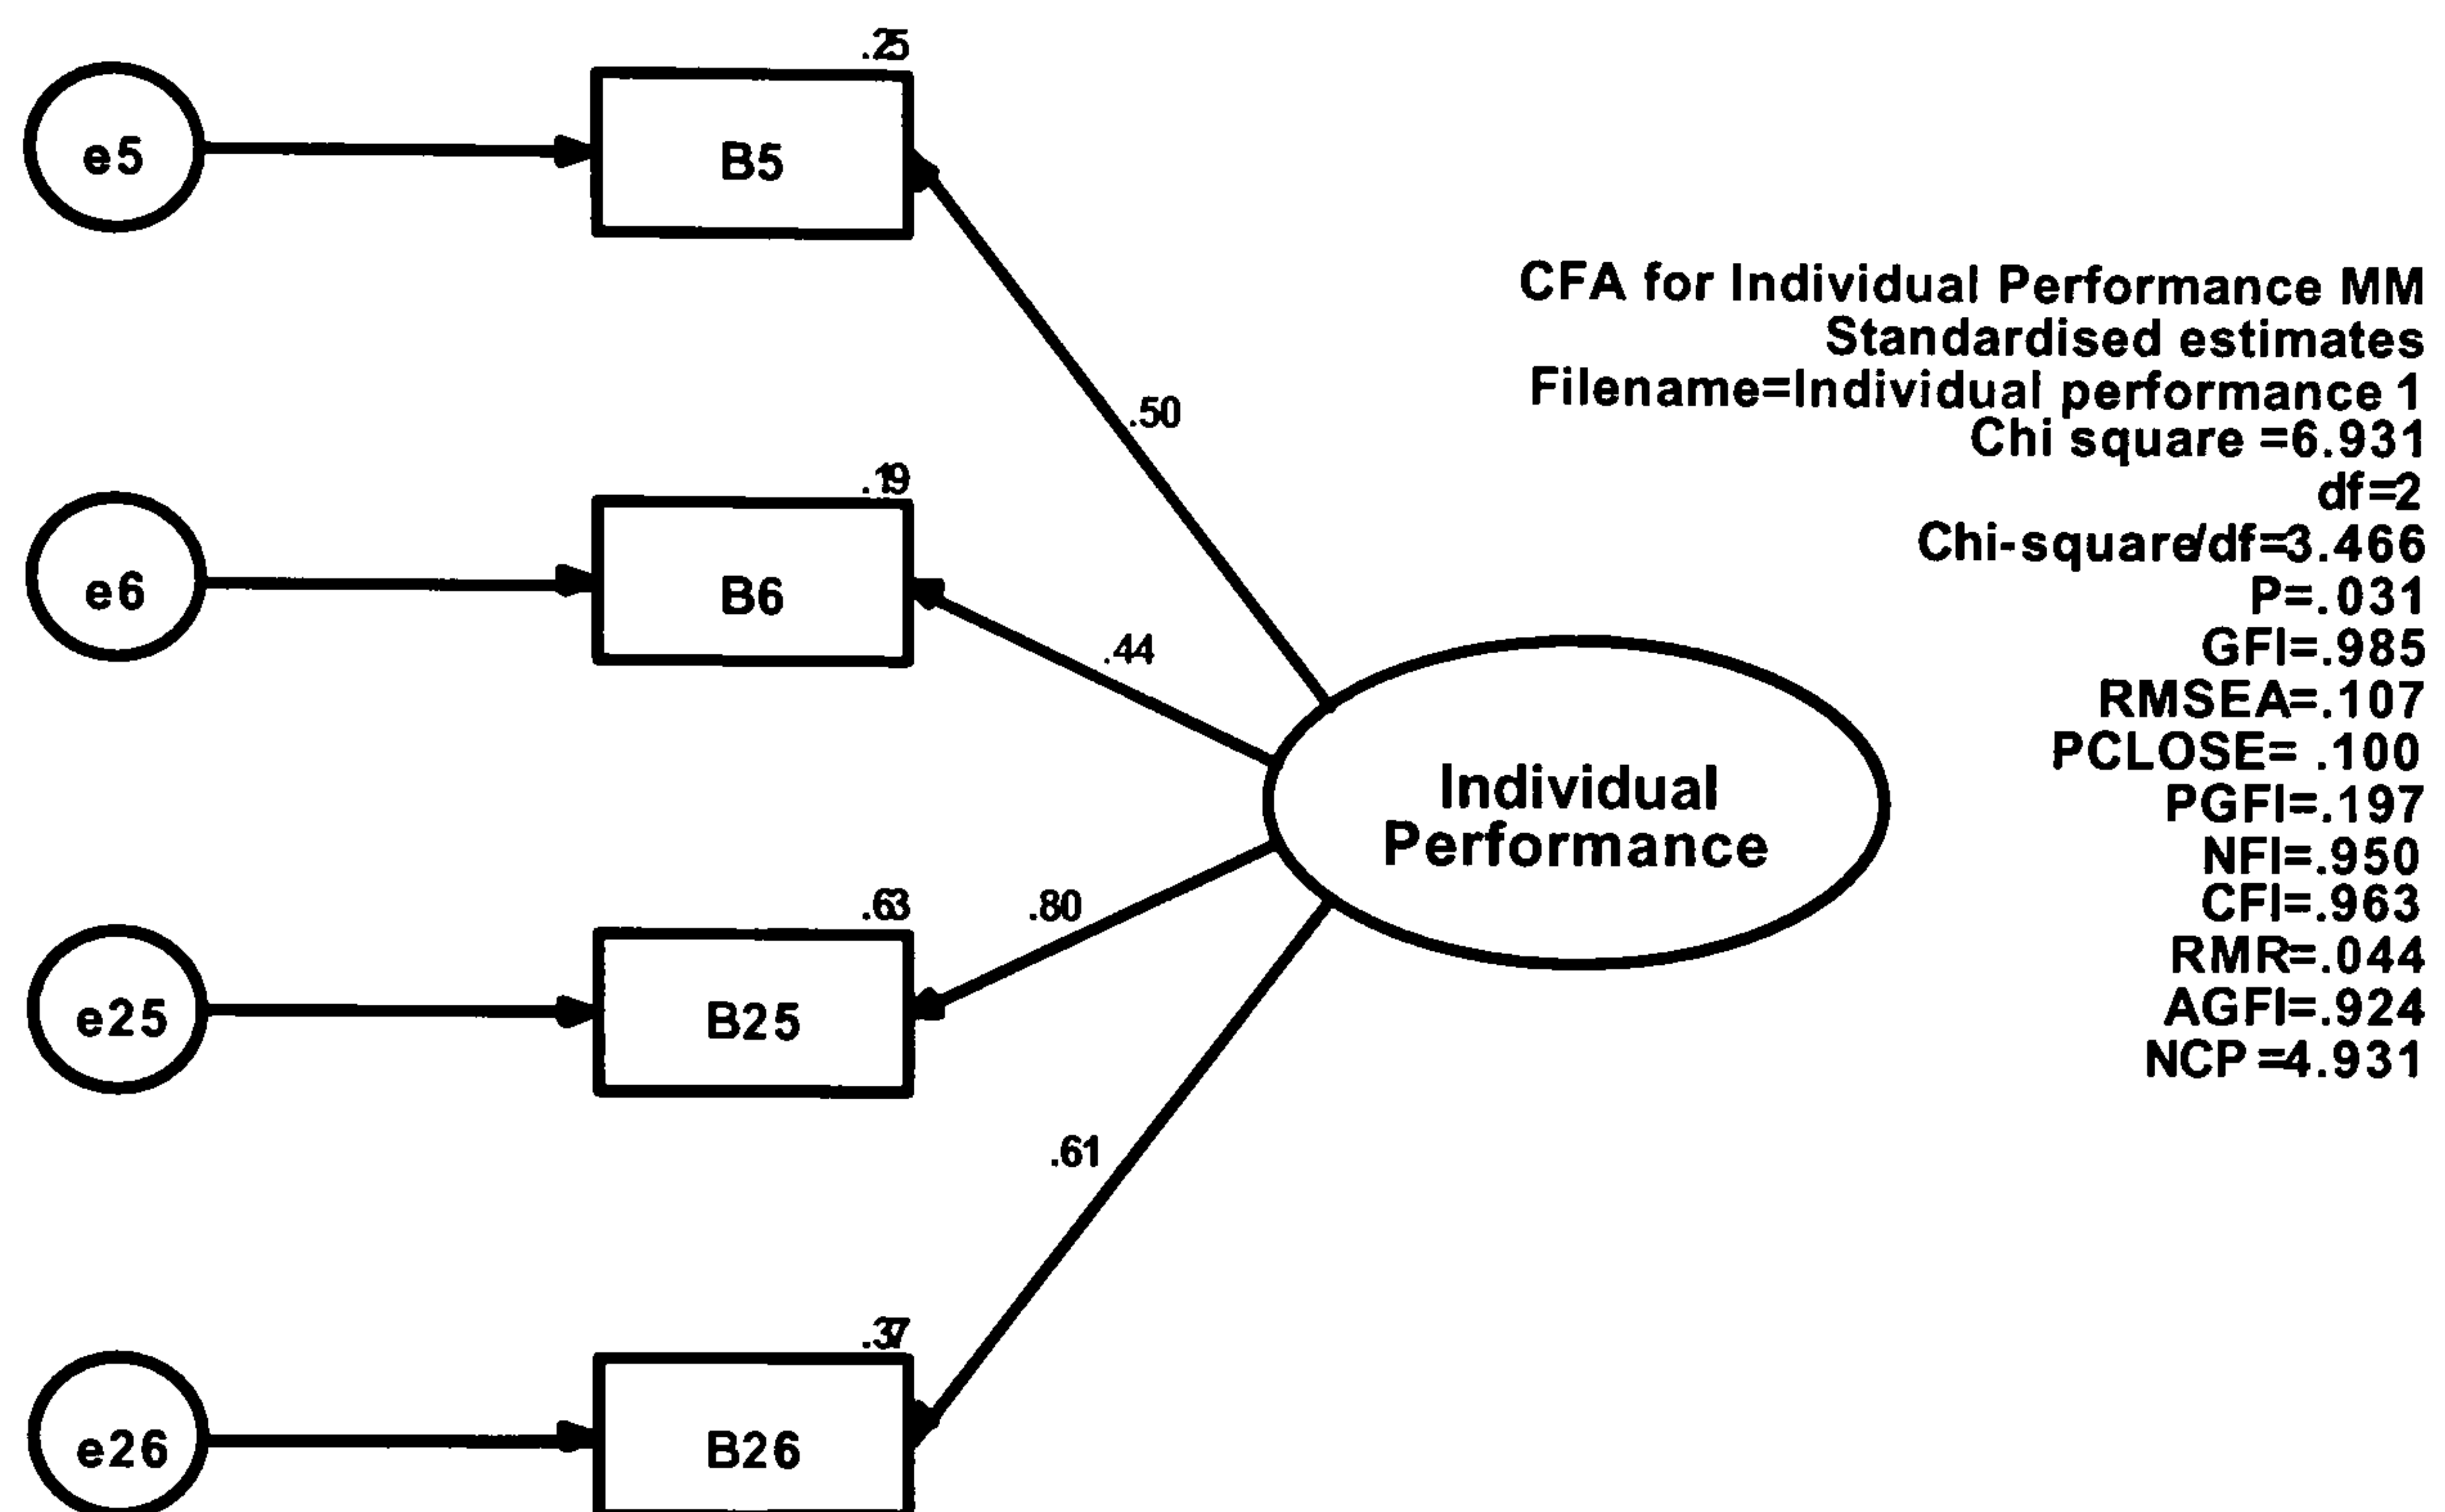 .25
e5
B5
.50
.19
e6
B6
.44
.63
e25
B25
.80
.37
e26
B26
.61
Individual
Performance
CFA for Individual Performance MM
Standardised estimates
Filename=Individual performance 1
Chi square =6.931
df=2
Chi-square/df=3.466
P=.031
GFI=.985
RMSEA=.107
PCLOSE= .100
PGFI=.197
NFI=.950
CFI=.963
RMR=.044
AGFI=.924
NCP =4.931